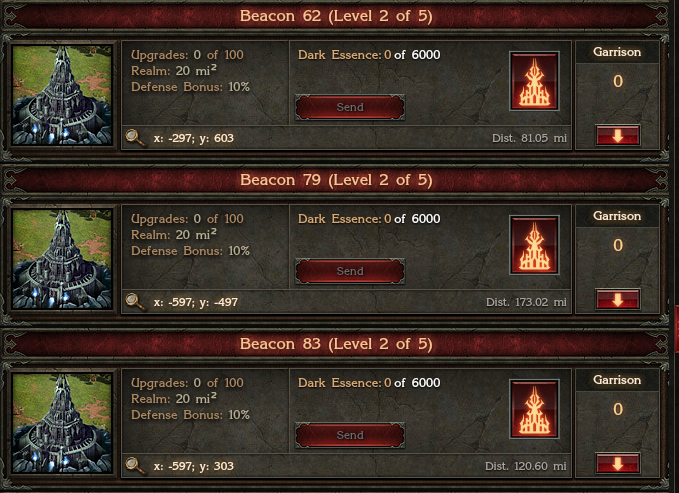 Beacon 62 (Level 2 of 5)
Upgrades: 0 of 100
Realm: 20 mi²
Defense Bonus: 10%
Dark Essence: 0 of 6000
Send
Garrison
0
x: -297; y: 603
Dist. 81.05 mi
Beacon 79 (Level 2 of 5)
Upgrades: 0 of 100
Realm: 20 mi²
Defense Bonus: 10%
Dark Essence: 0 of 6000
Send
Garrison
0
x: -597; y: -497
Dist. 173.02 mi
Beacon 83 (Level 2 of 5)
Upgrades: 0 of 100
Realm: 20 mi²
Defense Bonus: 10%
Dark Essence: 0 of 6000
Send
Garrison
0
x: -597; y: 303
Dist. 120.60 mi